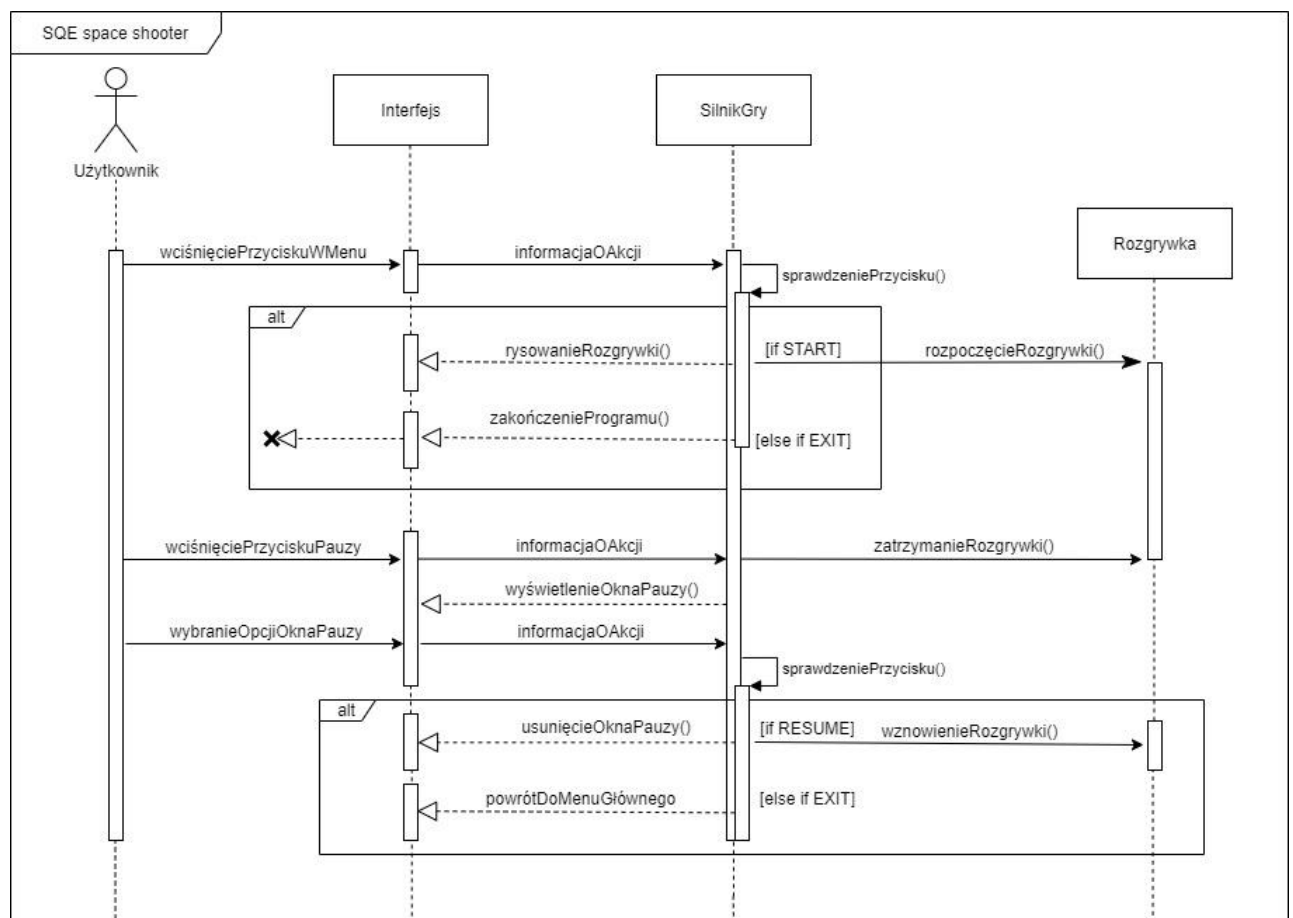 SQE space shooter
Użytkownik
Interfejs
SilnikGry
Rozgrywka
wciśnięciePrzyciskuWMenu
informacjaOAkcji
sprawdzeniePrzycisku()
alt
rysowanieRozgrywki()
[if START]
rozpoczęcieRozgrywki()
zakończenieProgramu()
[else if EXIT]
wciśnięciePrzyciskuPauzy
informacjaOAkcji
zatrzymanieRozgrywki()
wyświetlenieOknaPauzy()
wybranieOpcjiOknaPauzy
informacjaOAkcji
sprawdzeniePrzycisku()
alt
usunięcieOknaPauzy()
[if RESUME]
wznowienieRozgrywki()
powrótDoMenuGłównego
[else if EXIT]